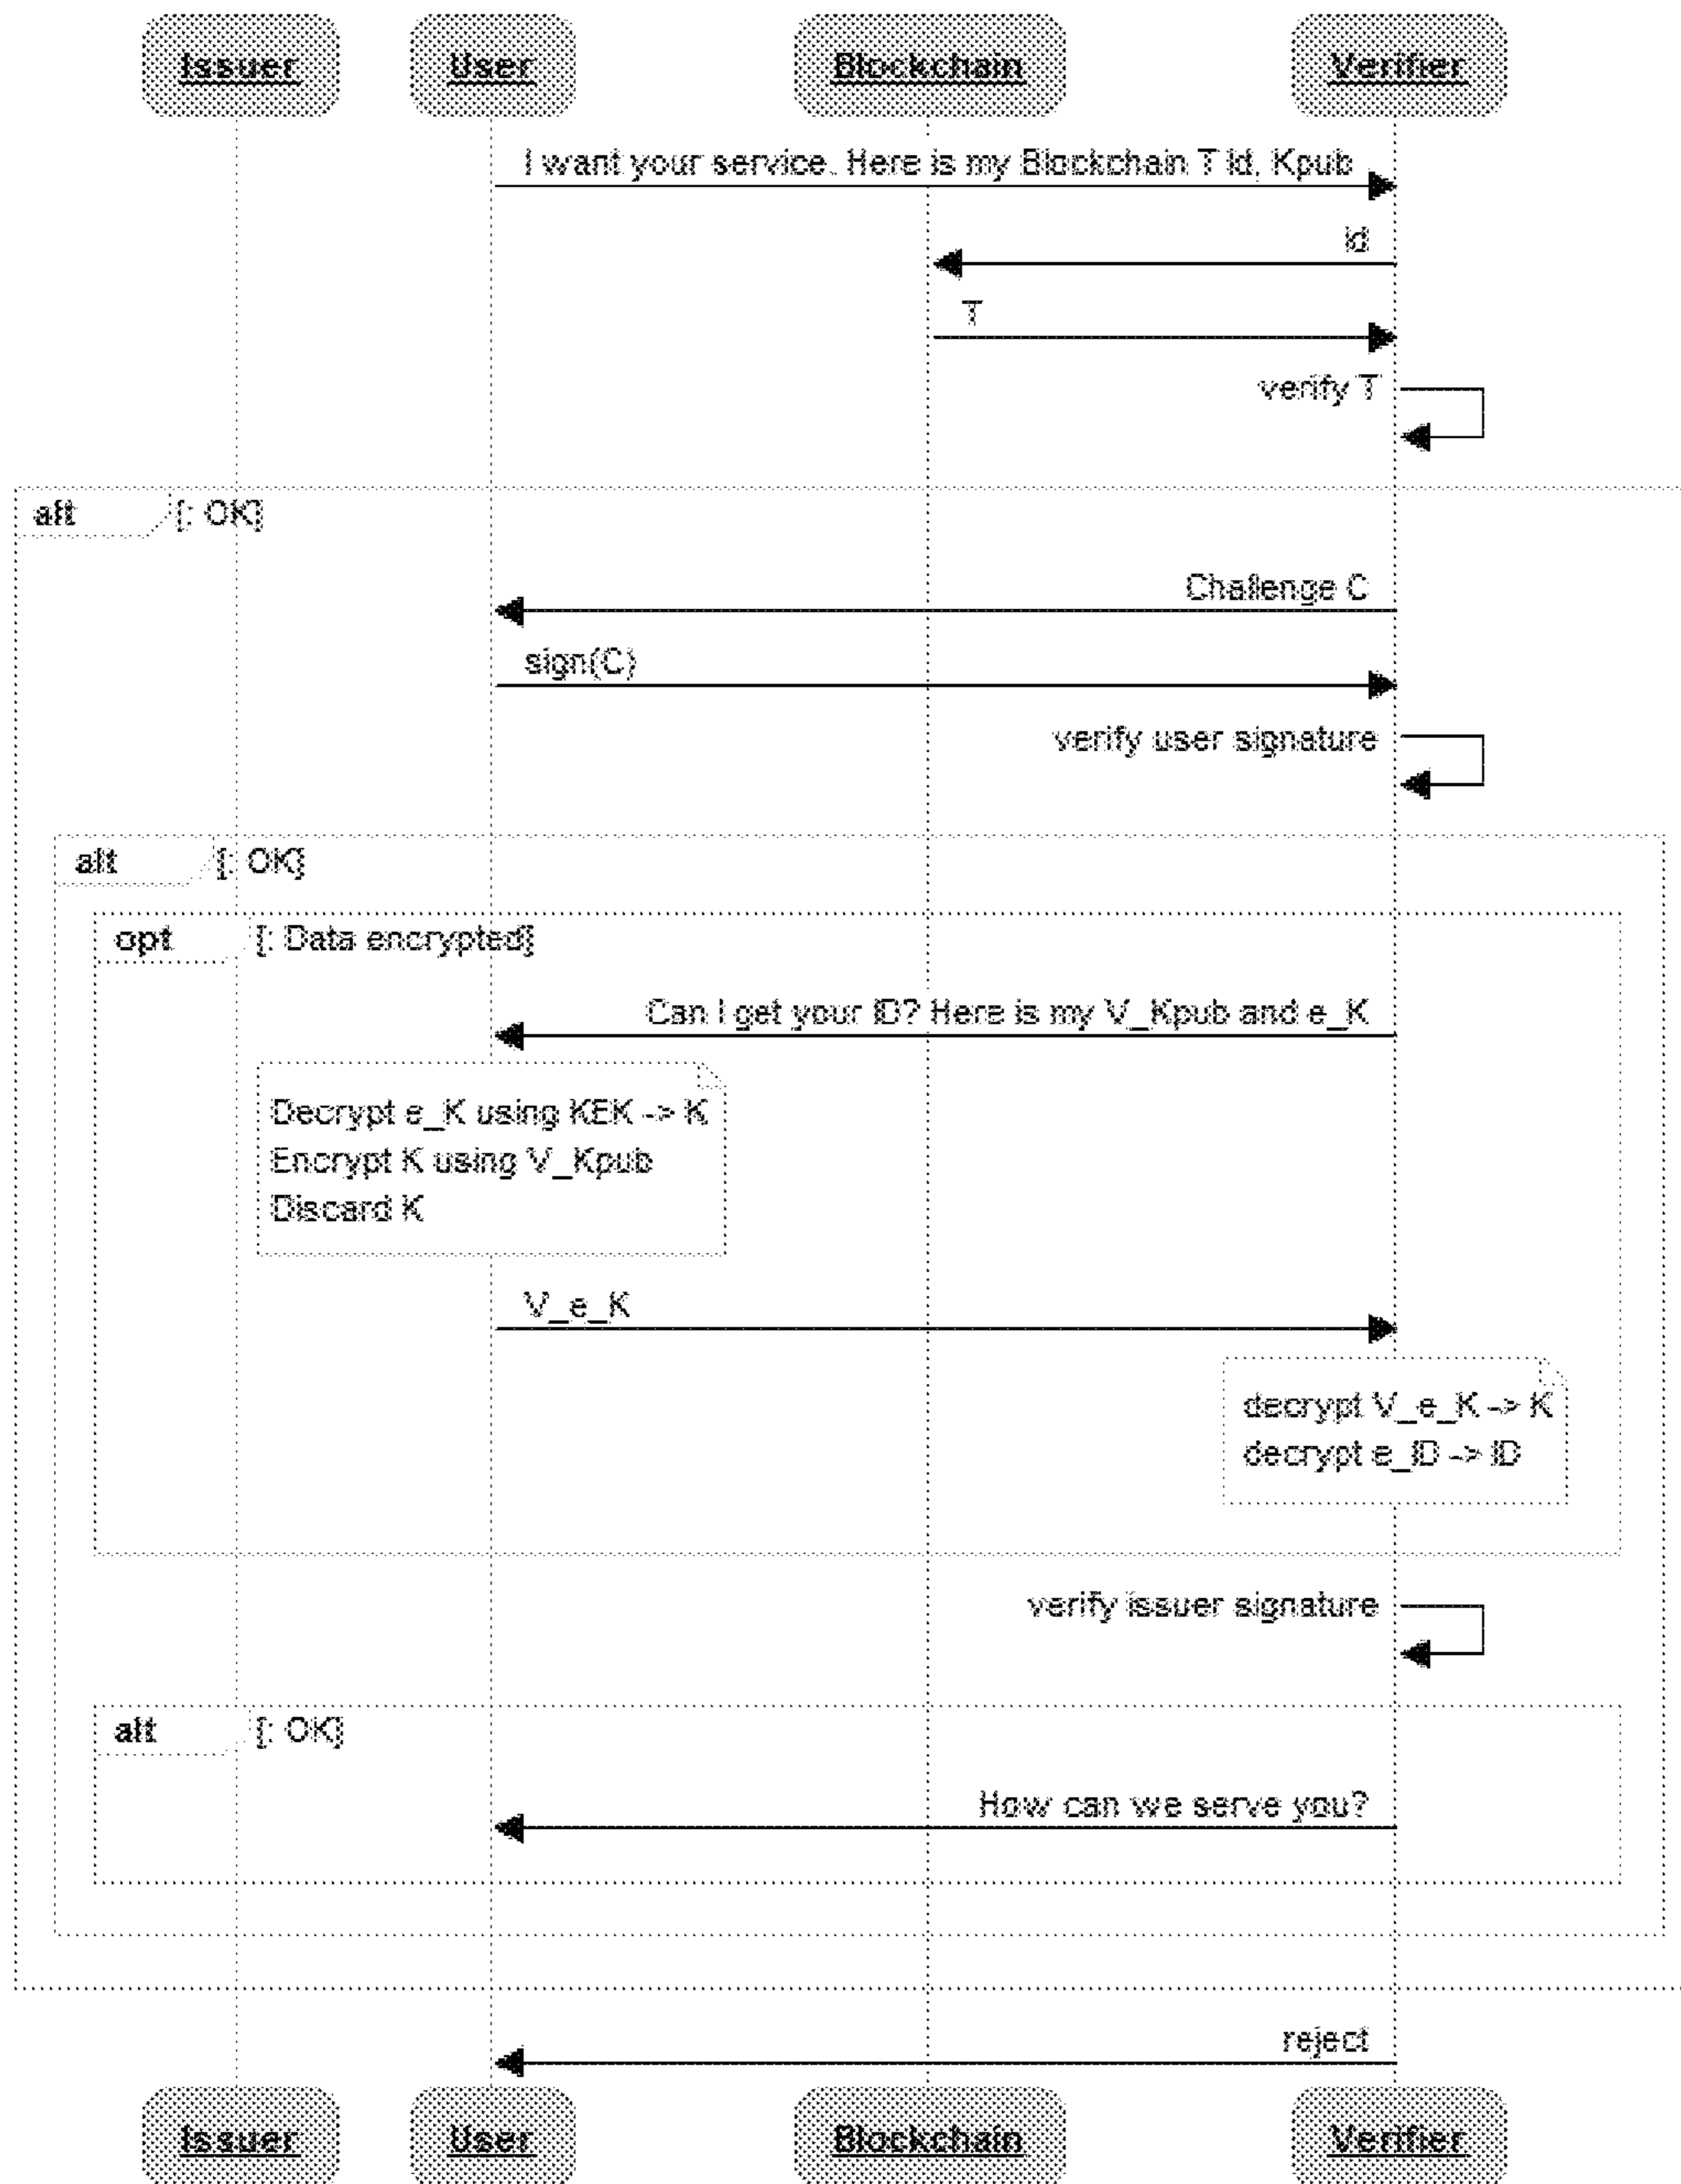 Issuer User Blockchain Verifier
I want your service. Here is my Blockchain T Id, Kpub
Id
T
verify T
alt [: OK]
Challenge C
sign(C)
verify user signature
alt [: OK]
opt [: Data encrypted]
Can I get your ID? Here is my V_Kpub and e_K
Decrypt e_K using KEK -> K
Encrypt K using V_Kpub
Discard K
V_e_K
decrypt V_e_K -> K
decrypt e_ID -> ID
verify issuer signature
alt [: OK]
How can we serve you?
reject
Issuer User Blockchain Verifier